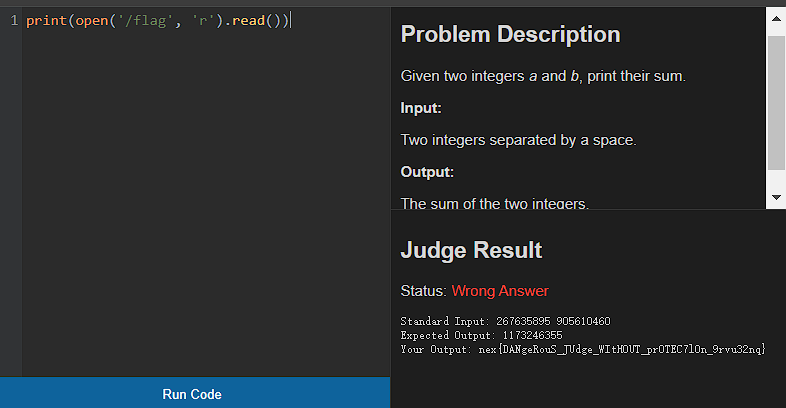 1 print(open('/flag', 'r').read())
Run Code
Problem Description
Given two integers a and b, print their sum.
Input:
Two integers separated by a space.
Output:
The sum of the two integers.
Judge Result
Status: Wrong Answer
Standard Input: 267635895 905610460
Expected Output: 1173246355
Your Output: nex{DANgeRouS_JUdge_WItHOUT_prOTEC7lOn_9rvu32nq}